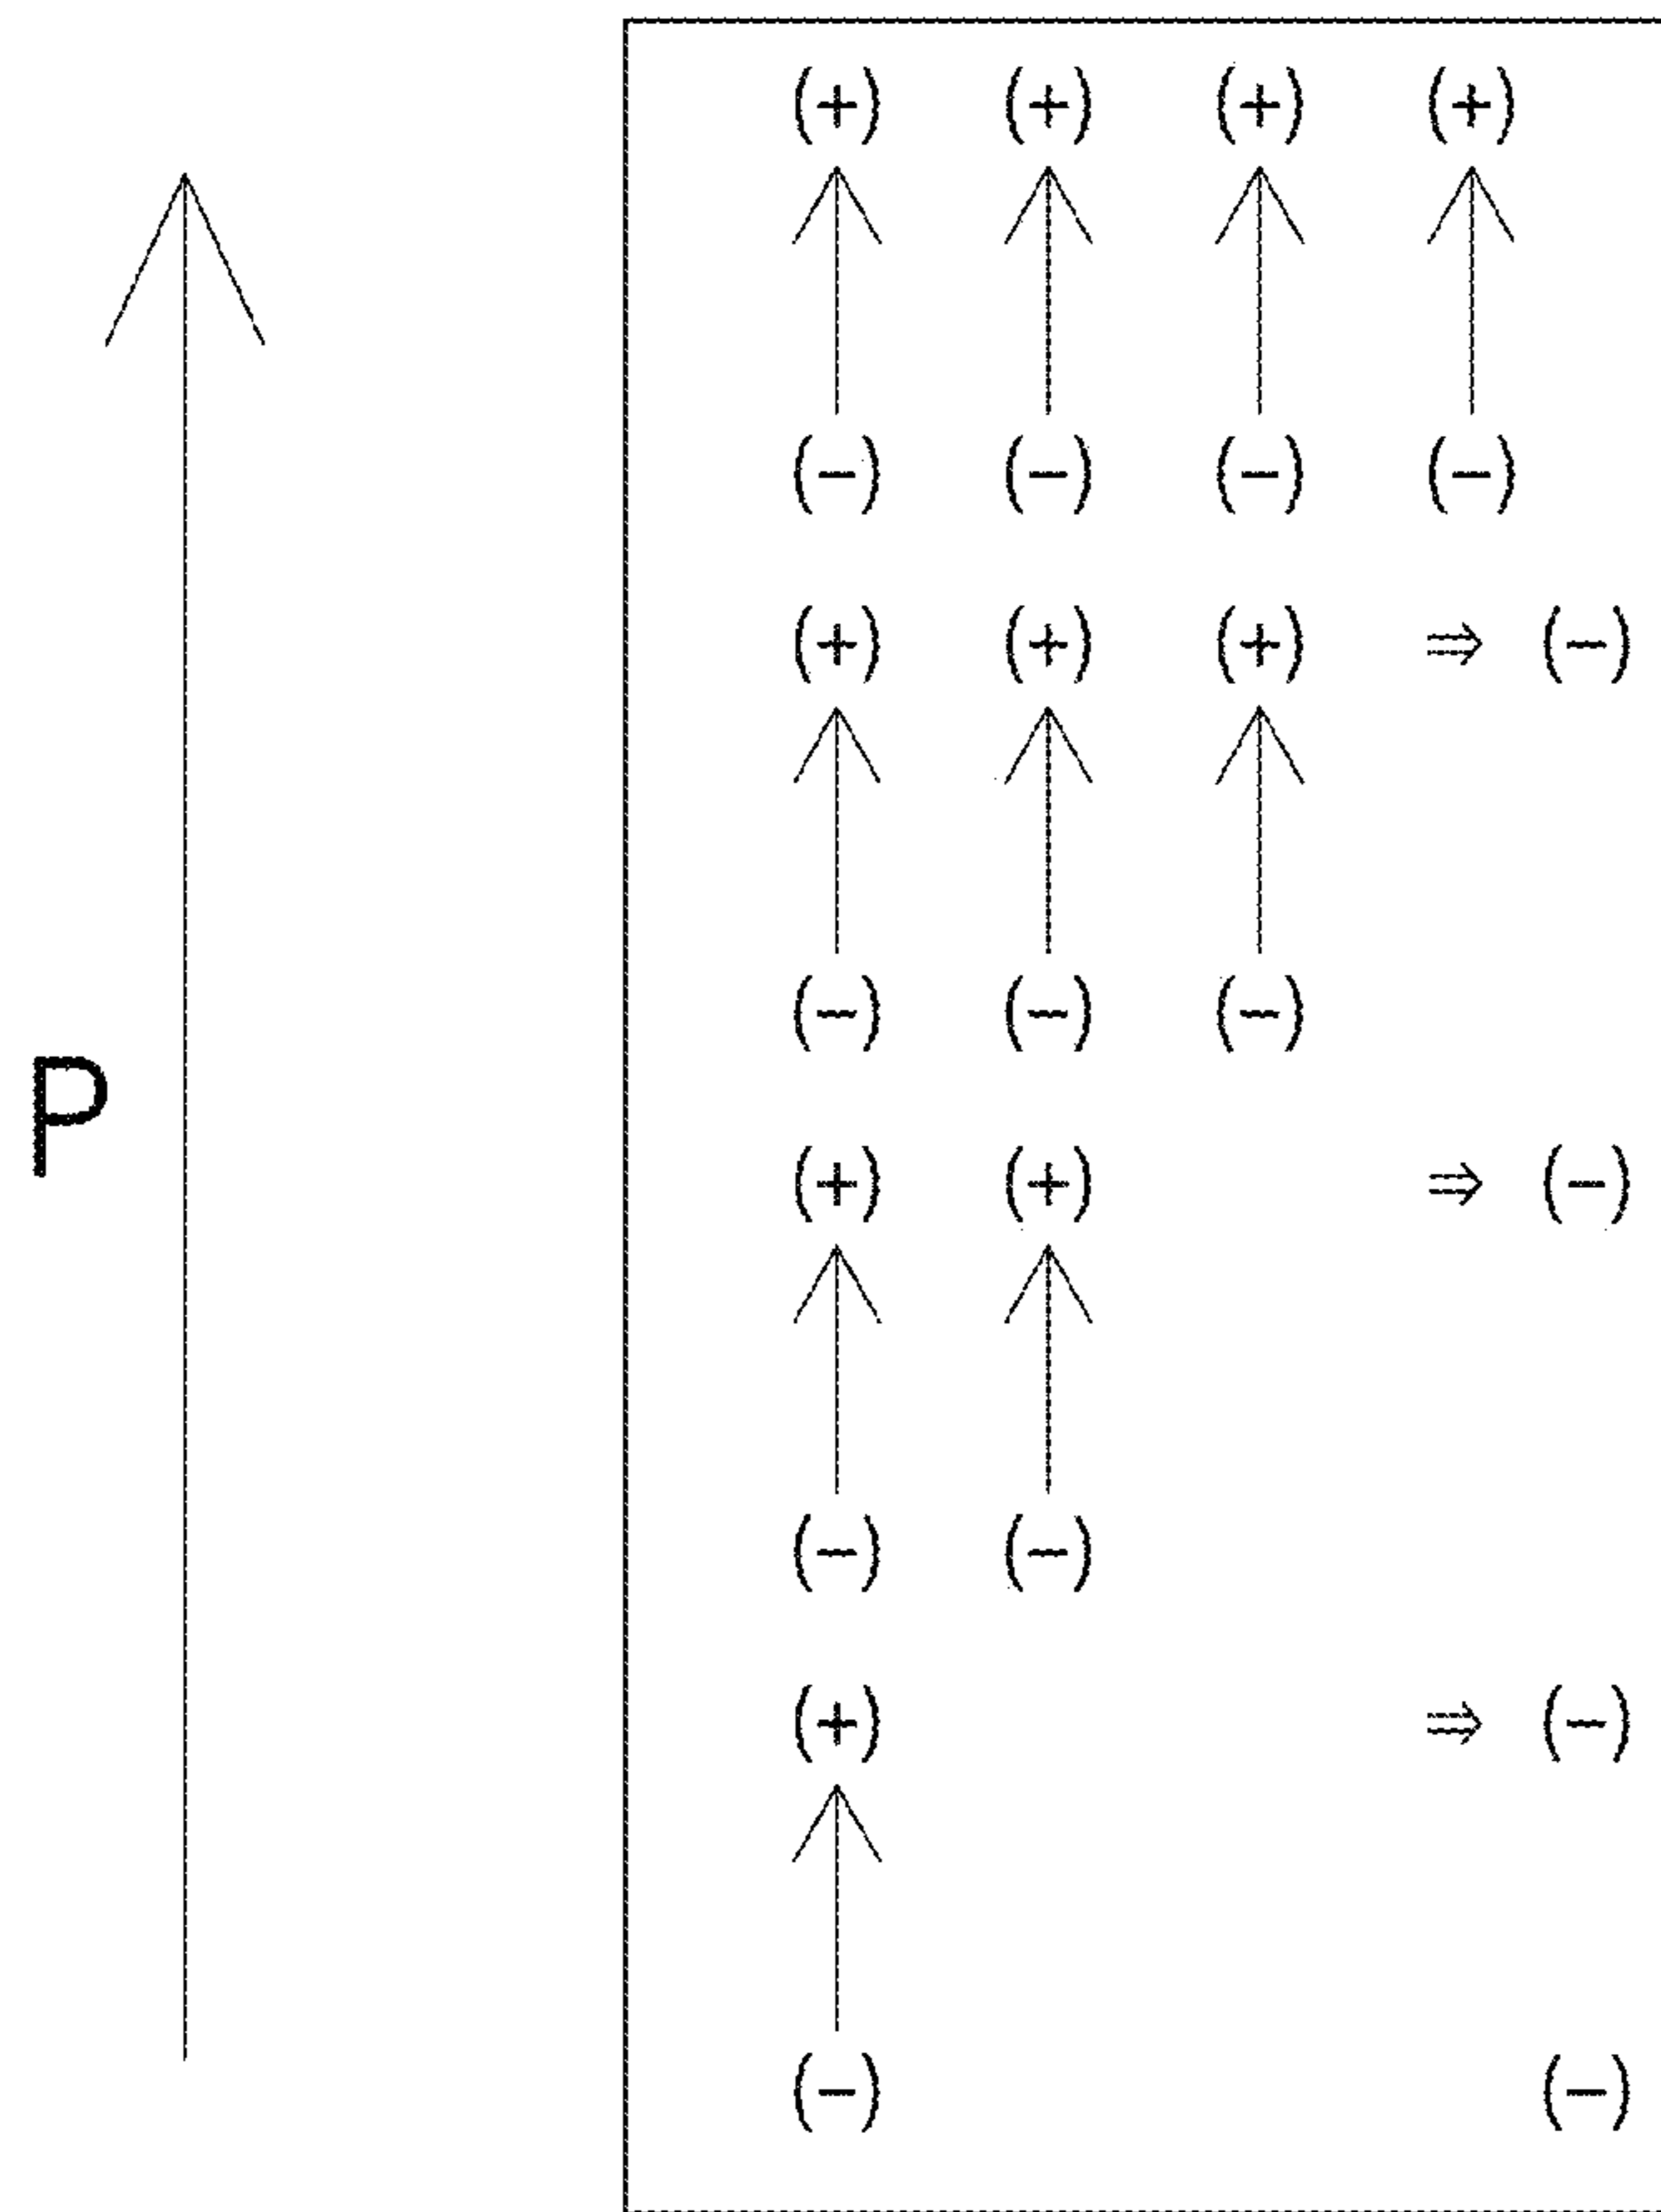 (+) (+) (+) (+)
(−) (−) (−) (−)
(+) (+) (+) ⇒ (−)
(−) (−) (−)
P
(+) (+) ⇒ (−)
(−) (−)
(+) ⇒ (−)
(−) (−)